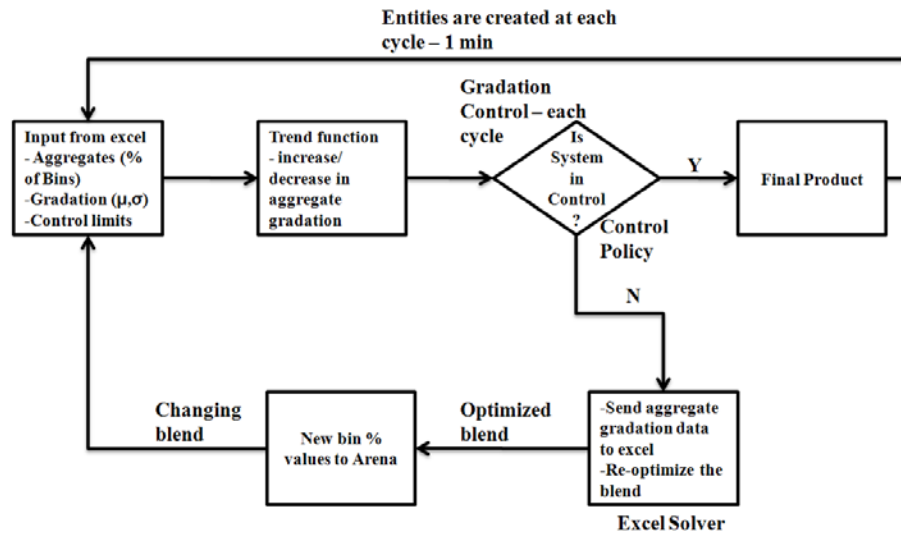 Entities are created at each
cycle – 1 min
Gradation
Control – each
cycle
Input from excel
- Aggregates (%
of Bins)
-Gradation (μ,σ)
-Control limits
Trend function
- increase/
decrease in
aggregate
gradation
Is
System
in
Control
?
Y
Final Product
Control
Policy
N
Changing
blend
New bin %
values to Arena
Optimized
blend
-Send aggregate
gradation data
to excel
-Re-optimize the
blend
Excel Solver